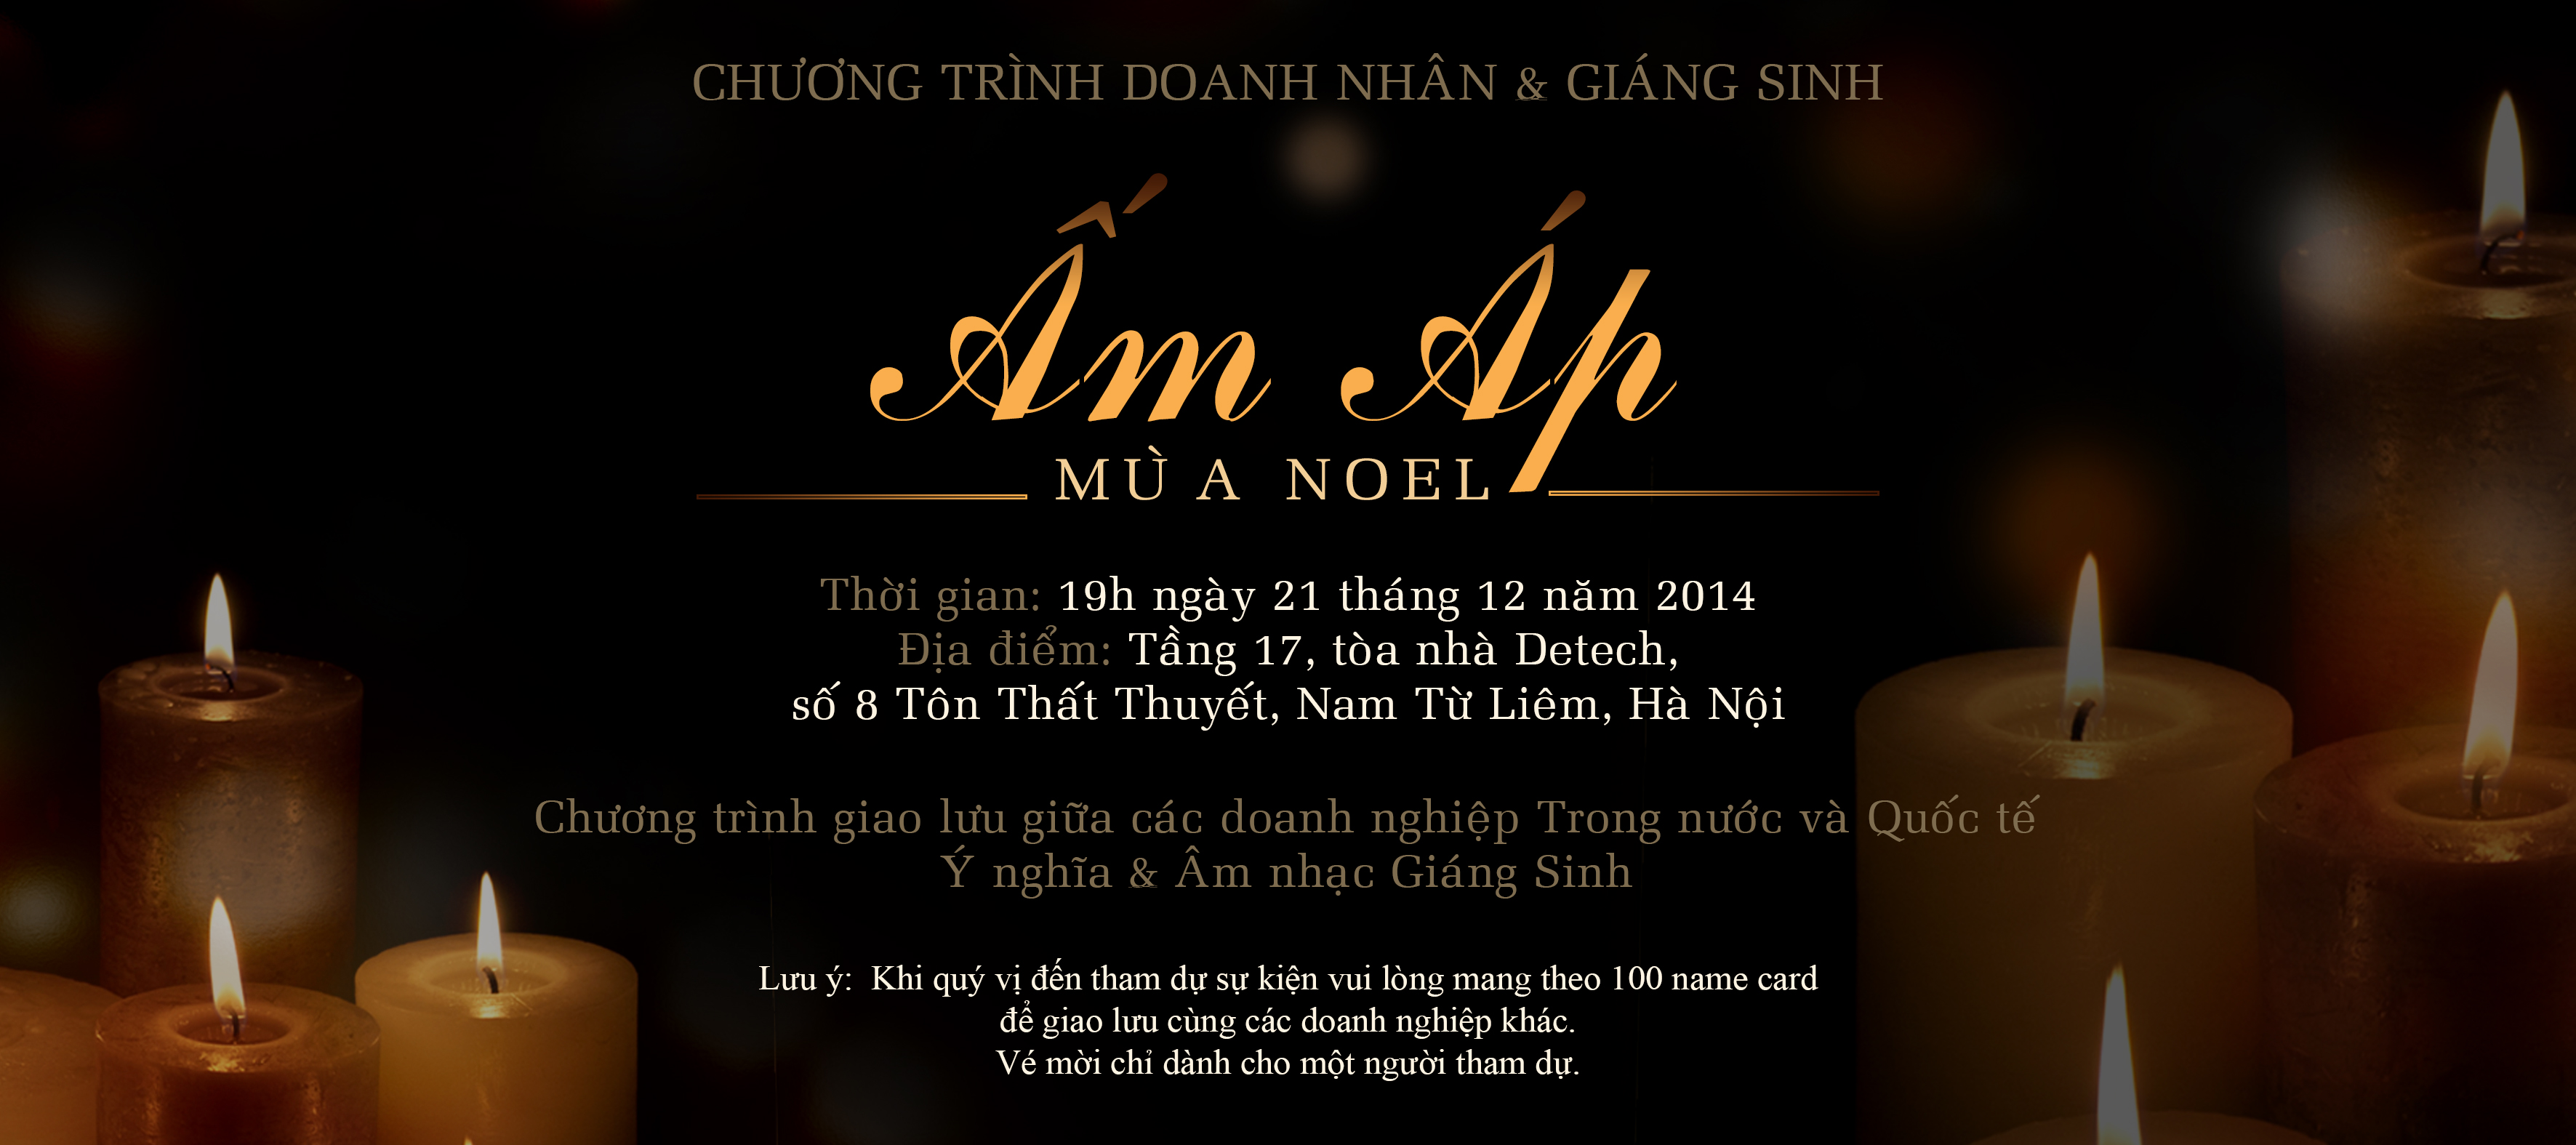 CHƯƠNG TRÌNH DOANH NHÂN & GIÁNG SINH
Ấm Áp
MÙA NOEL
Thời gian: 19h ngày 21 tháng 12 năm 2014
Địa điểm: Tầng 17, tòa nhà Detech,
số 8 Tôn Thất Thuyết, Nam Từ Liêm, Hà Nội
Chương trình giao lưu giữa các doanh nghiệp Trong nước và Quốc tế
Ý nghĩa & Âm nhạc Giáng Sinh
Lưu ý: Khi quý vị đến tham dự sự kiện vui lòng mang theo 100 name card
để giao lưu cùng các doanh nghiệp khác.
Vé mời chỉ dành cho một người tham dự.